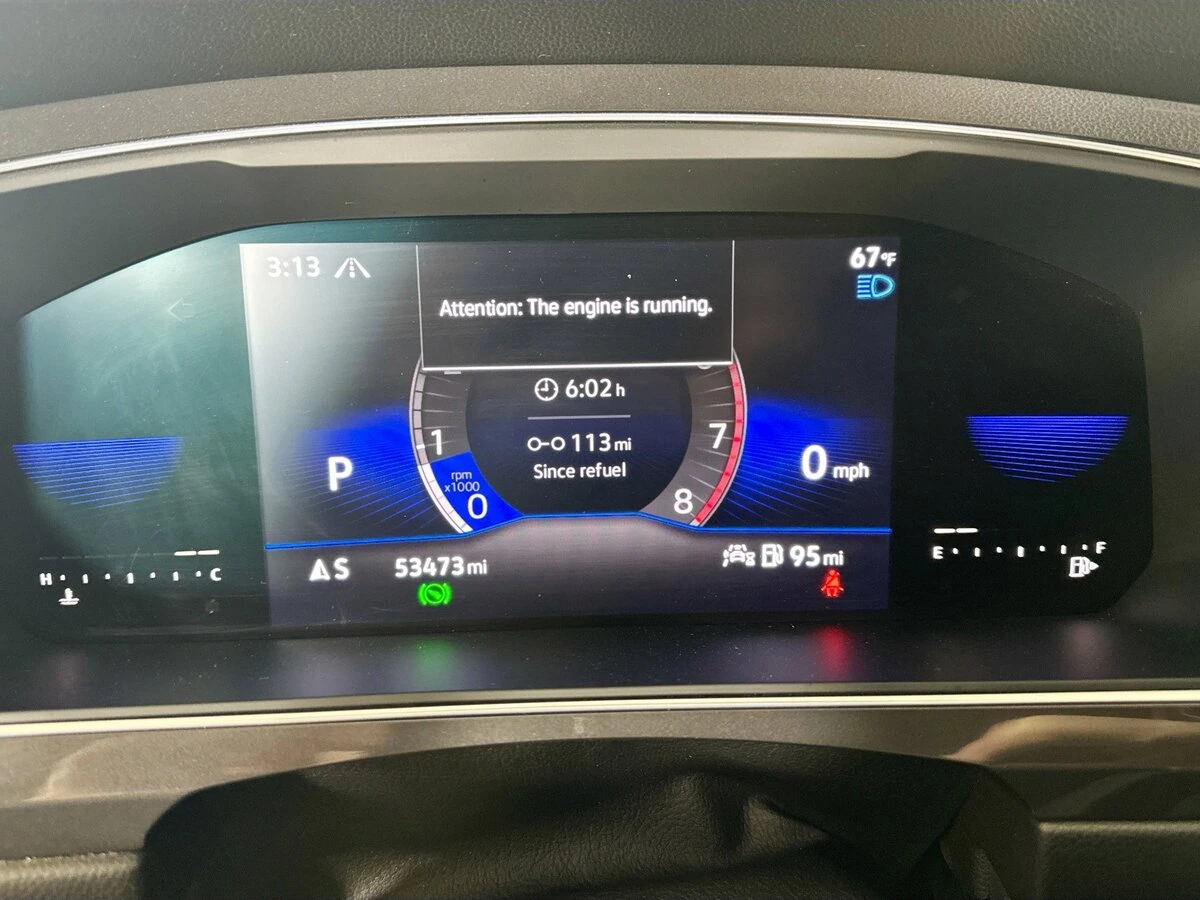 3:13
67°F
Attention: The engine is running.
6:02 h
1
7
113 mi
P
0 mph
rpm
x1000
Since refuel
0
8
E
F
S
53473 mi
95 mi
H
C